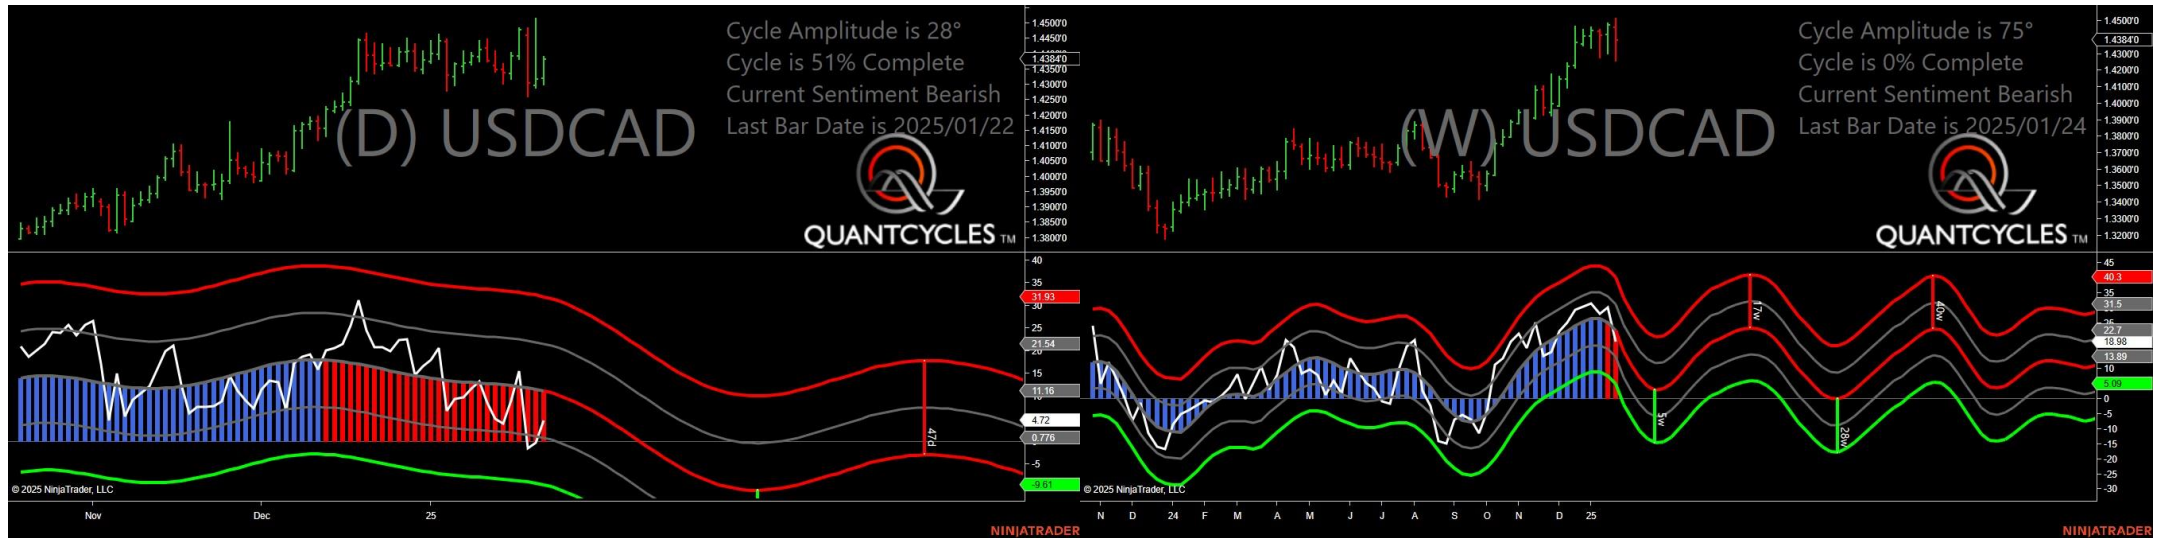 Cycle Amplitude is 28°
Cycle is 51% Complete
Current Sentiment Bearish
Last Bar Date is 2025/01/22
(D) USDCAD
QUANTCYCLES TM
1.4500'0
1.4450'0
1.4384'0
1.4350'0
1.4300'0
1.4250'0
1.4200'0
1.4150'0
1.4100'0
1.4050'0
1.4000'0
1.3950'0
1.3900'0
1.3850'0
1.3800'0
40
35
31.93
30
25
21.54
20
15
11.16
10
4.72
0.776
-5
-9.61
47d
© 2025 NinjaTrader, LLC
Nov
Dec
25
NINJATRADER
Cycle Amplitude is 75°
Cycle is 0% Complete
Current Sentiment Bearish
Last Bar Date is 2025/01/24
(W) USDCAD
QUANTCYCLES TM
1.4500'0
1.4384'0
1.4300'0
1.4200'0
1.4100'0
1.4000'0
1.3900'0
1.3800'0
1.3700'0
1.3600'0
1.3500'0
1.3400'0
1.3300'0
1.3200'0
45
40.3
35
31.5
22.7
18.98
13.89
10
5.09
0
-5
-10
-15
-20
-25
-30
17w
40w
5w
28w
© 2025 NinjaTrader, LLC
N D 24 F M A M J J A S O N D 25
NINJATRADER